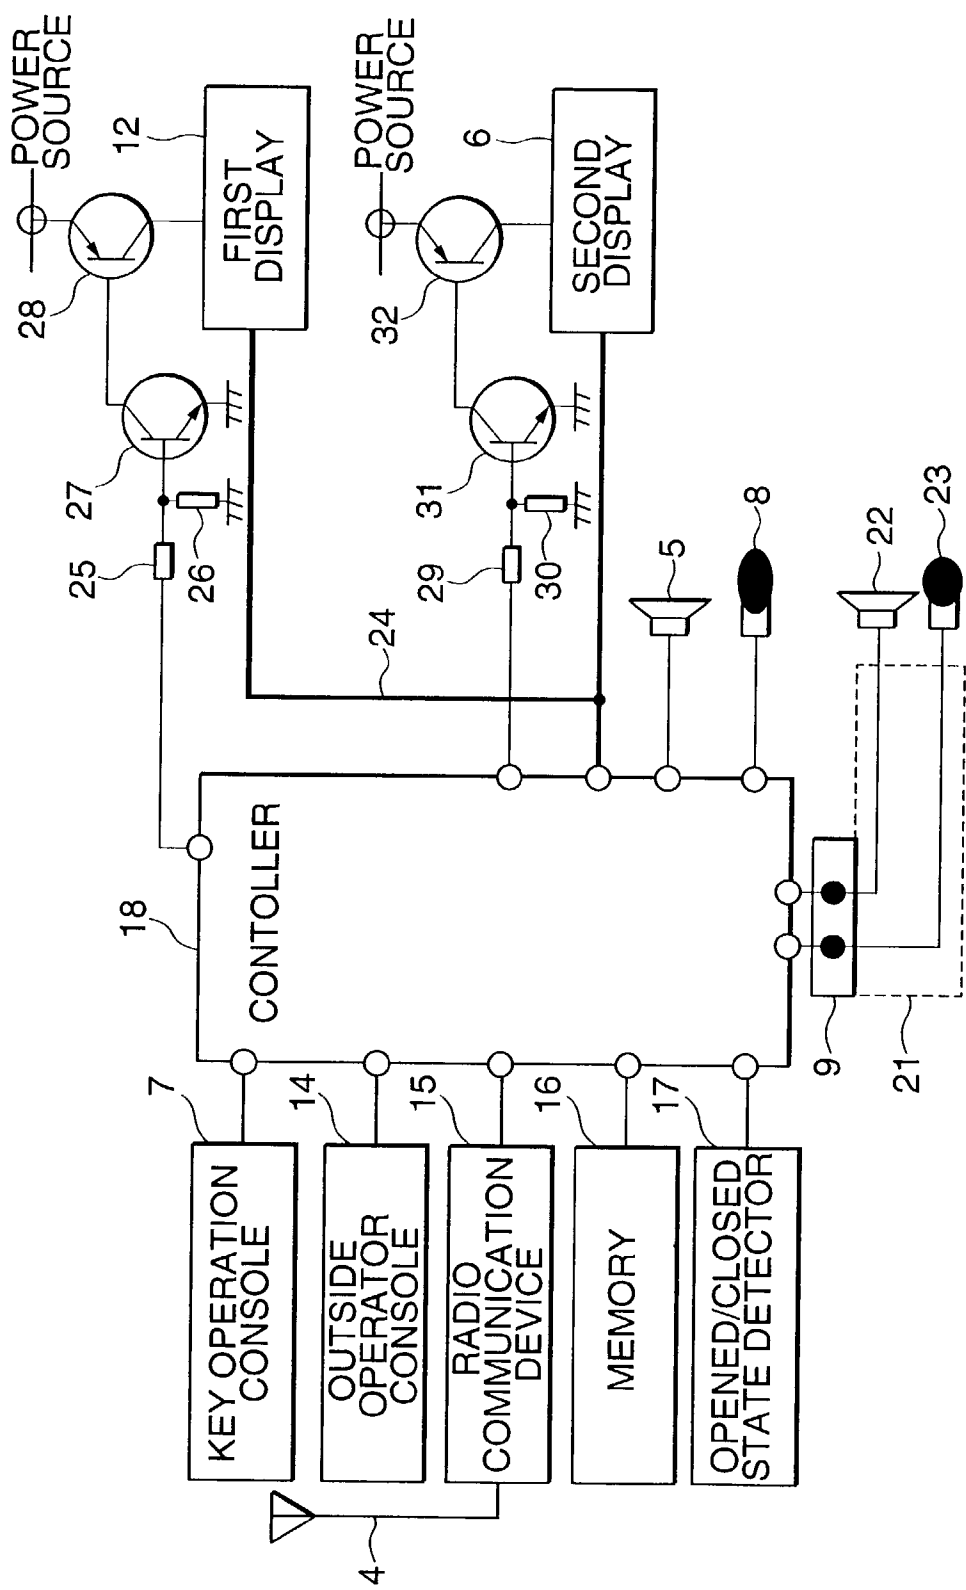 POWER
SOURCE
12
28
FIRST
DISPLAY
27
25
26
POWER
SOURCE
6
32
SECOND
DISPLAY
31
29
30
24
5
8
22
23
18
CONTOLLER
9
21
7
KEY OPERATION
CONSOLE
14
OUTSIDE
OPERATOR
CONSOLE
15
RADIO
COMMUNICATION
DEVICE
16
MEMORY
17
OPENED/CLOSED
STATE DETECTOR
4